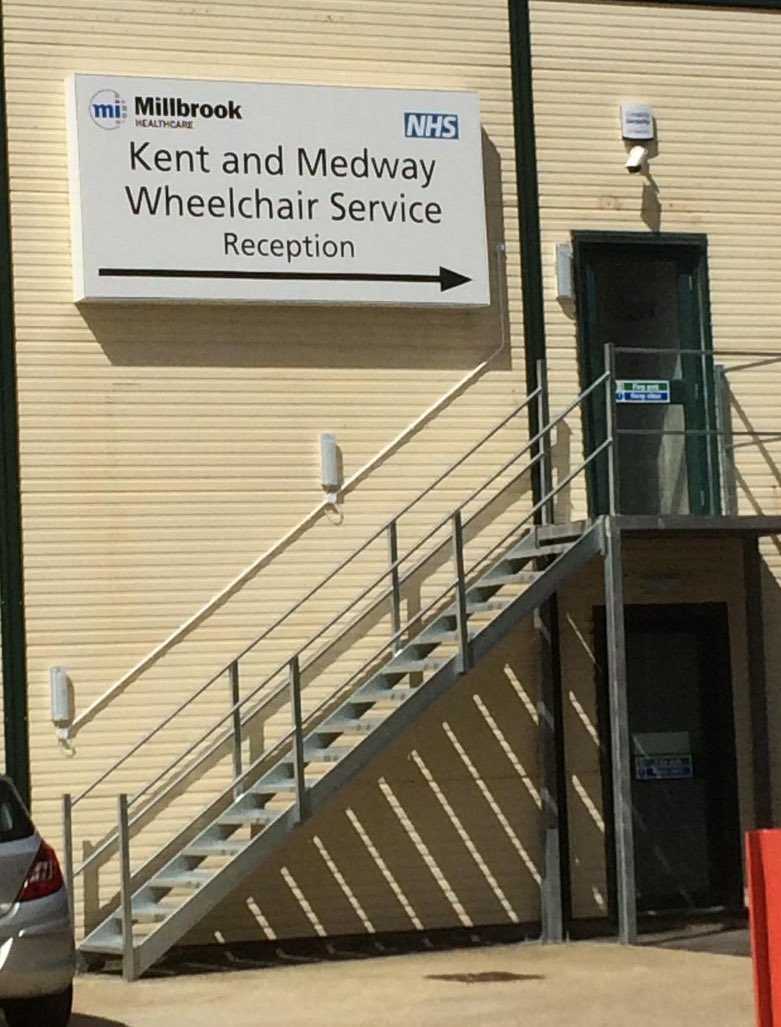 mi Millbrook
HEALTHCARE
NHS
Kent and Medway
Wheelchair Service
Reception
Fire exit
Keep clear